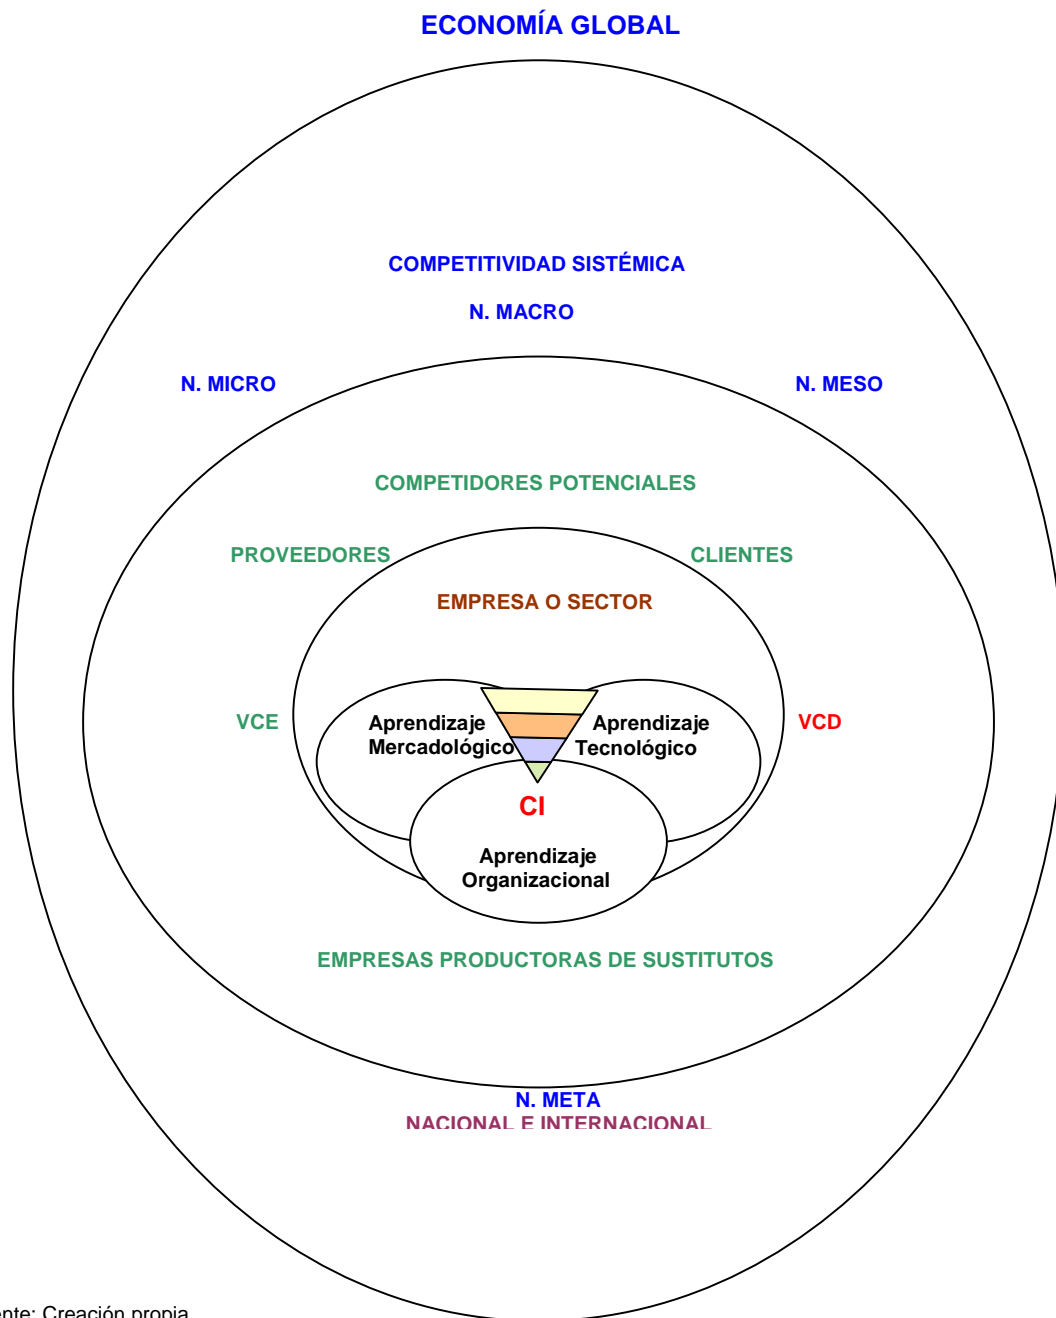 ECONOMÍA GLOBAL
COMPETITIVIDAD SISTÉMICA
N. MACRO
N. MICRO
N. MESO
COMPETIDORES POTENCIALES
PROVEEDORES
CLIENTES
EMPRESA O SECTOR
VCE
Aprendizaje
Mercadológico
Aprendizaje
Tecnológico
VCD
CI
Aprendizaje
Organizacional
EMPRESAS PRODUCTORAS DE SUSTITUTOS
N. META
NACIONAL E INTERNACIONAL
ente: Creación propia